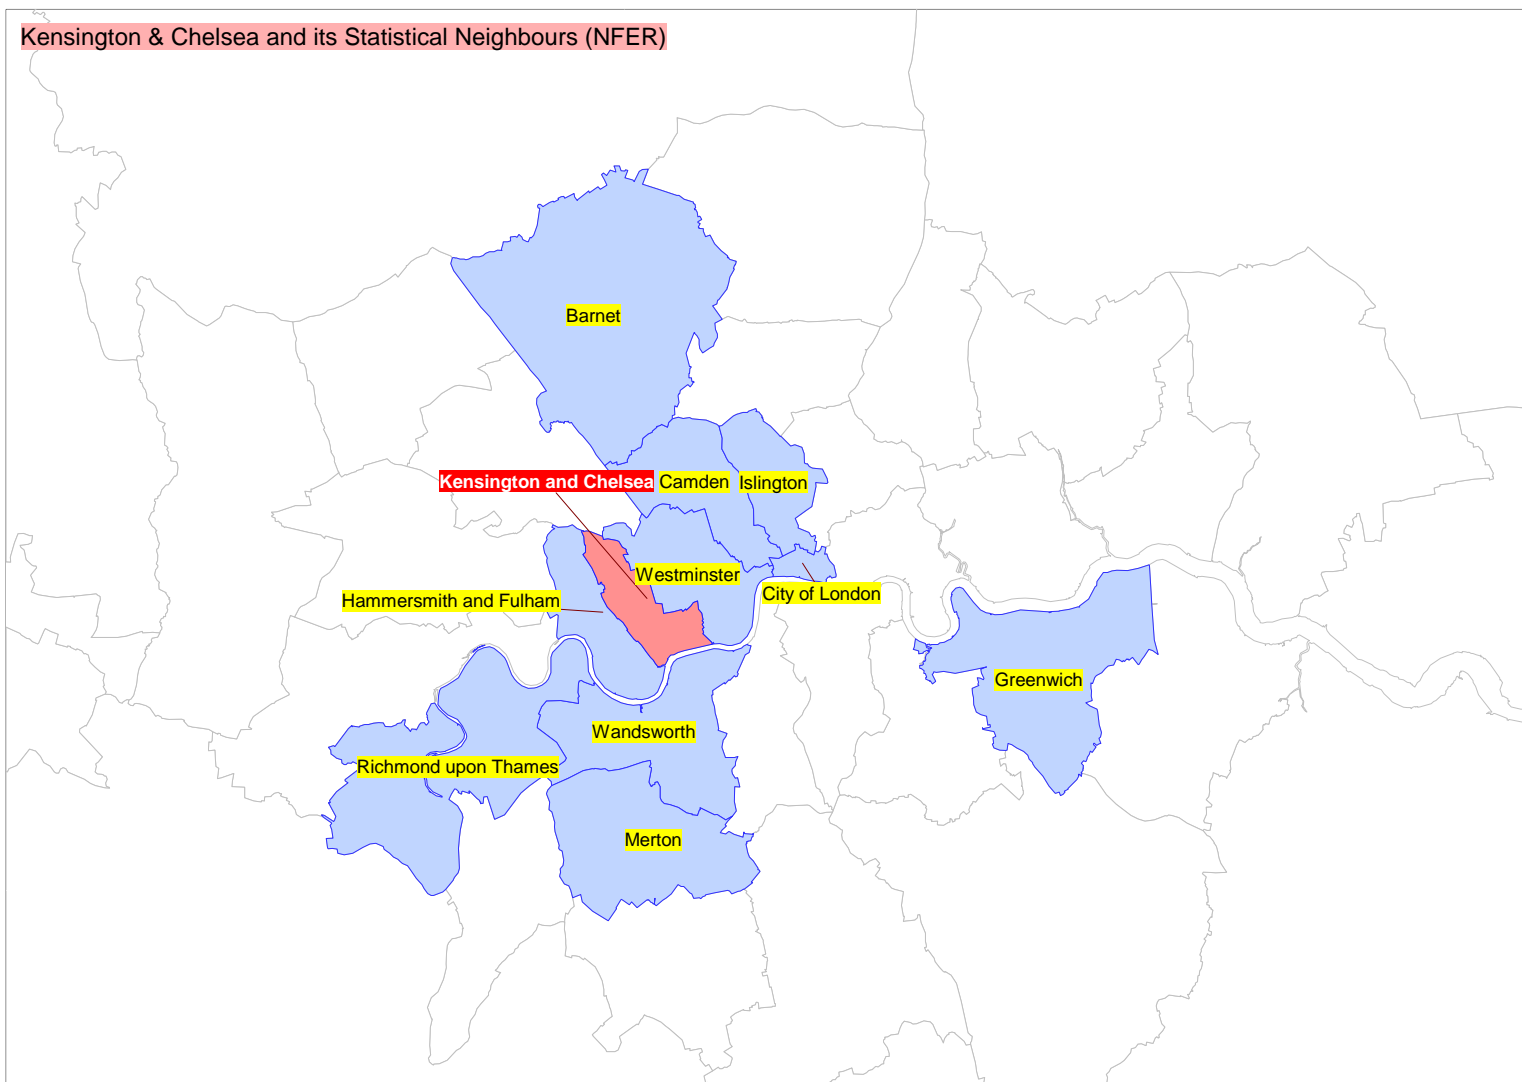 Kensington & Chelsea and its Statistical Neighbours (NFER)
Barnet
Kensington and Chelsea
Camden
Islington
Westminster
City of London
Hammersmith and Fulham
Greenwich
Wandsworth
Richmond upon Thames
Merton